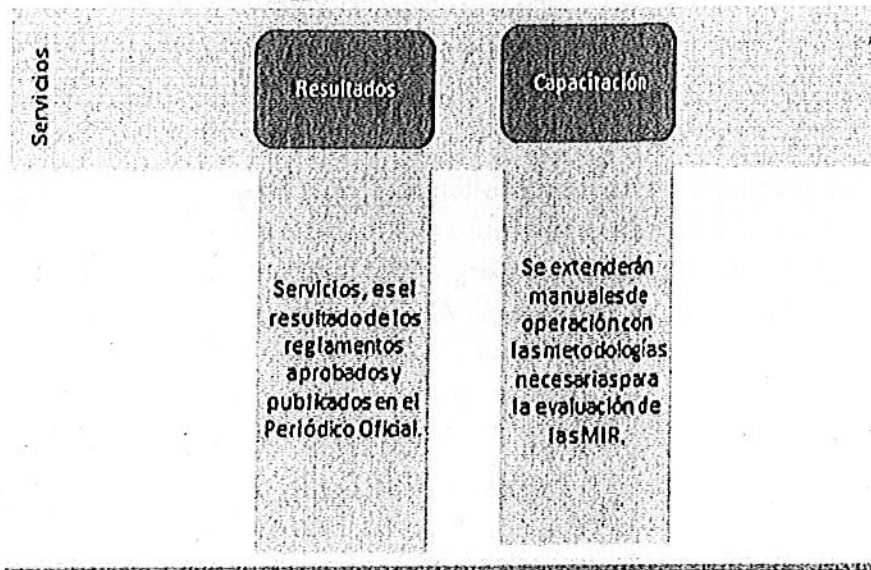 Servicios
Resultados
Capacitación
Servicios, es el
resultado de los
reglamentos
aprobados y
publicados en el
Periódico Oficial.
Se extenderán
manuales de
operación con
las metodologías
necesarias para
la evaluación de
las MIR.